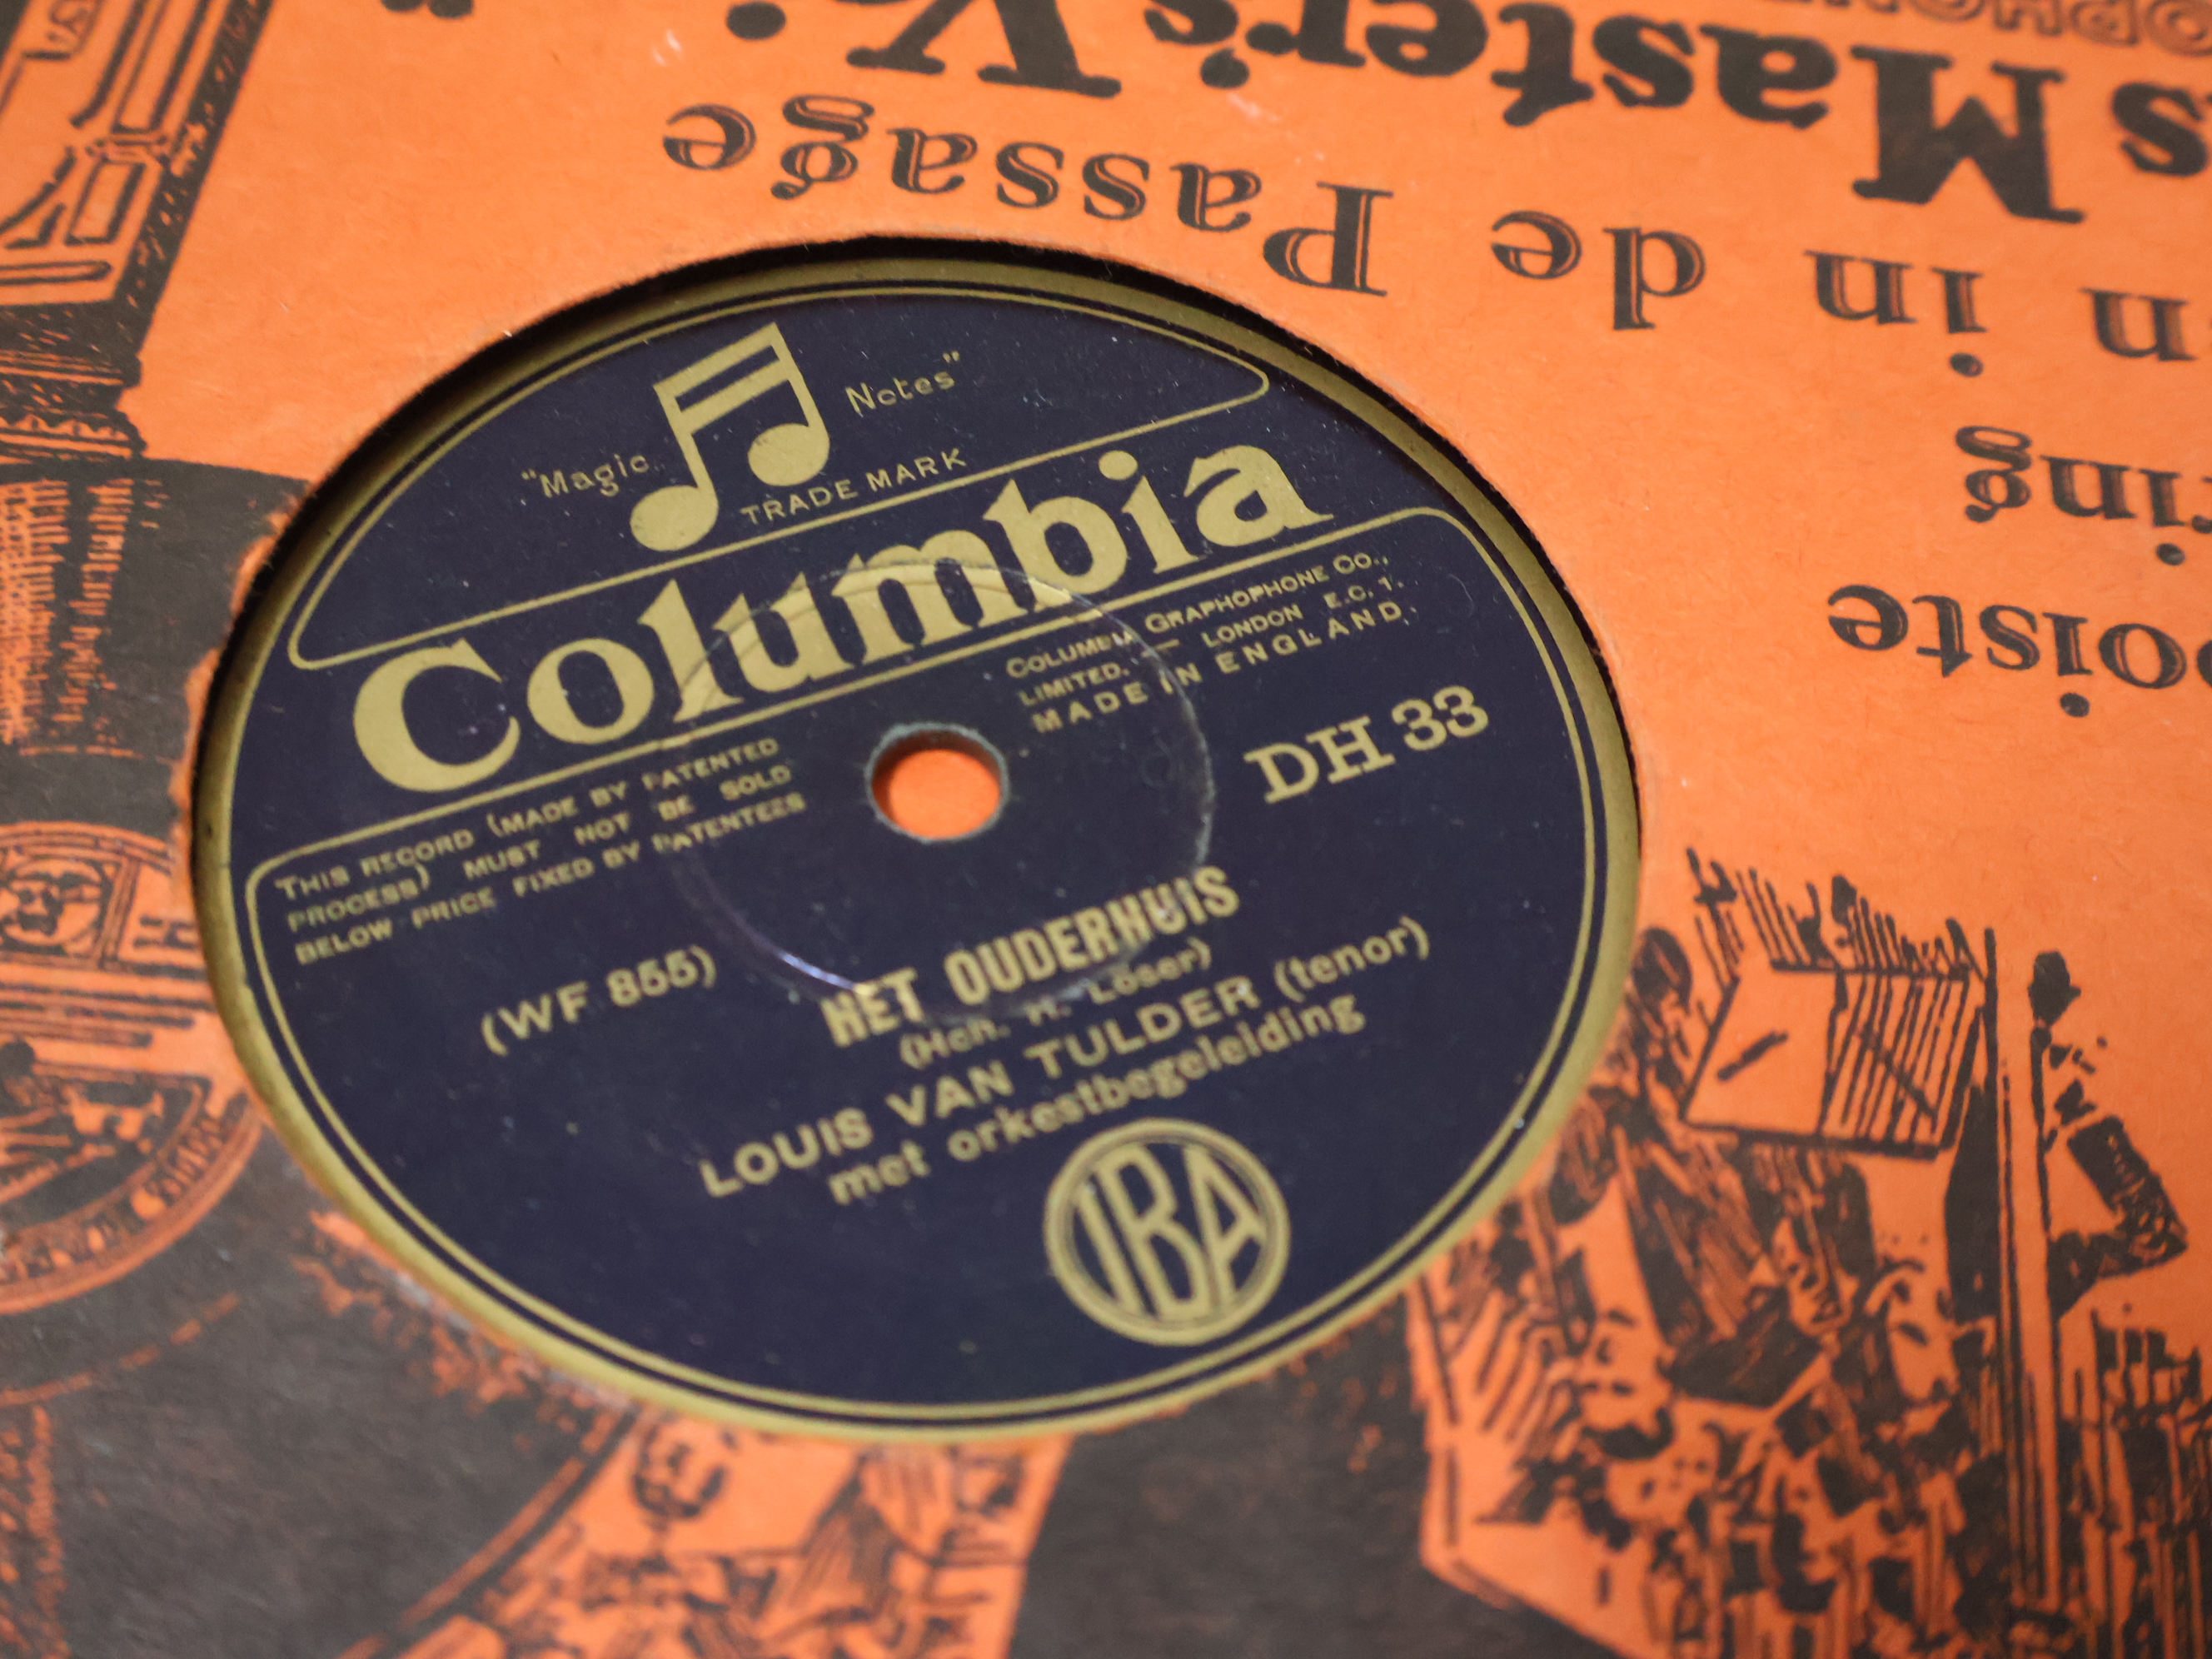 "Magic Notes"
TRADE MARK
Columbia
COLUMBIA GRAPHOPHONE CO.,
LIMITED. — LONDON E.C. 1.
MADE IN ENGLAND.
THIS RECORD (MADE BY PATENTED
PROCESS) MUST NOT BE SOLD
BELOW PRICE FIXED BY PATENTEES
DH 33
(WF 855)
HET OUDERHUIS
(Hch. H. Löser)
LOUIS VAN TULDER (tenor)
met orkestbegeleiding
IBA
Master's
in de Passage